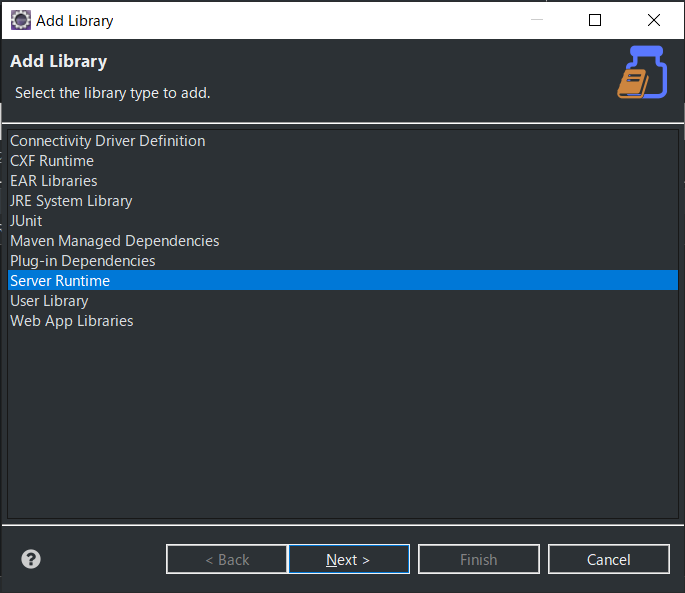 Add Library
Add Library
Select the library type to add.
Connectivity Driver Definition
CXF Runtime
EAR Libraries
JRE System Library
JUnit
Maven Managed Dependencies
Plug-in Dependencies
Server Runtime
User Library
Web App Libraries
? < Back Next > Finish Cancel